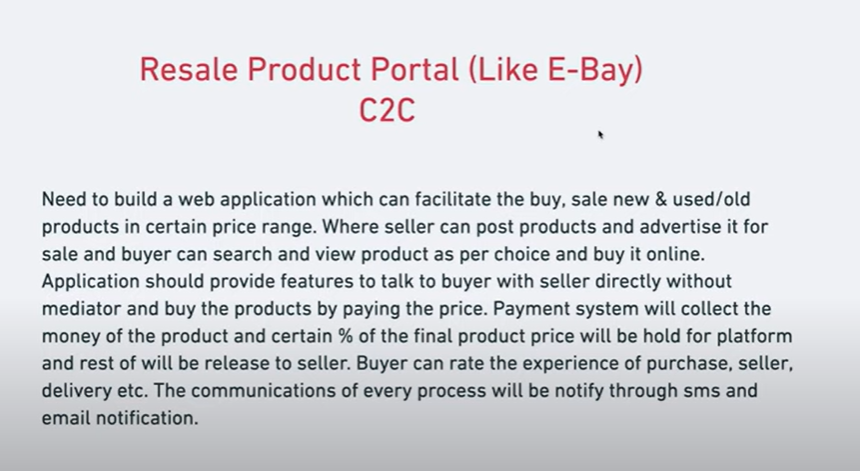 Resale Product Portal (Like E-Bay)
C2C
Need to build a web application which can facilitate the buy, sale new & used/old
products in certain price range. Where seller can post products and advertise it for
sale and buyer can search and view product as per choice and buy it online.
Application should provide features to talk to buyer with seller directly without
mediator and buy the products by paying the price. Payment system will collect the
money of the product and certain % of the final product price will be hold for platform
and rest of will be release to seller. Buyer can rate the experience of purchase, seller,
delivery etc. The communications of every process will be notify through sms and
email notification.